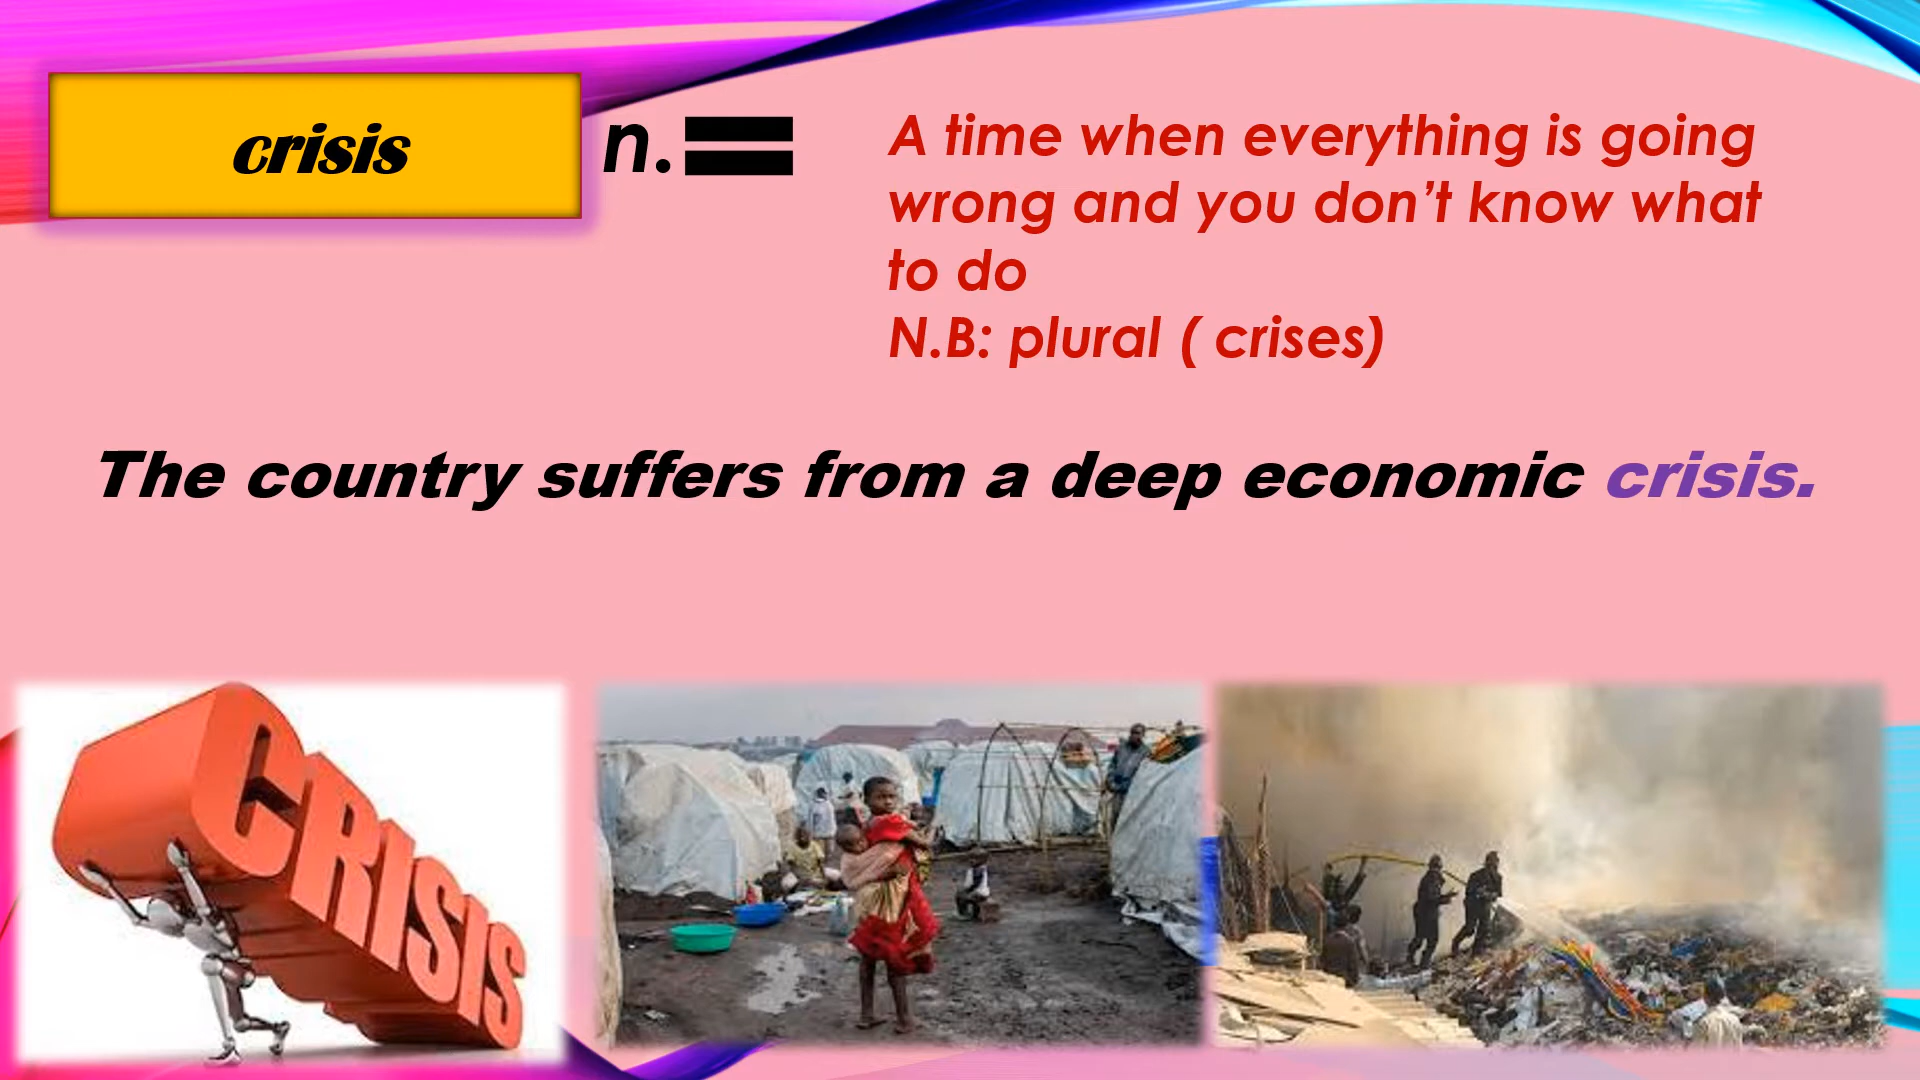 crisis
n.=
A time when everything is going
wrong and you don’t know what
to do
N.B: plural ( crises)
The country suffers from a deep economic crisis.
CRISIS